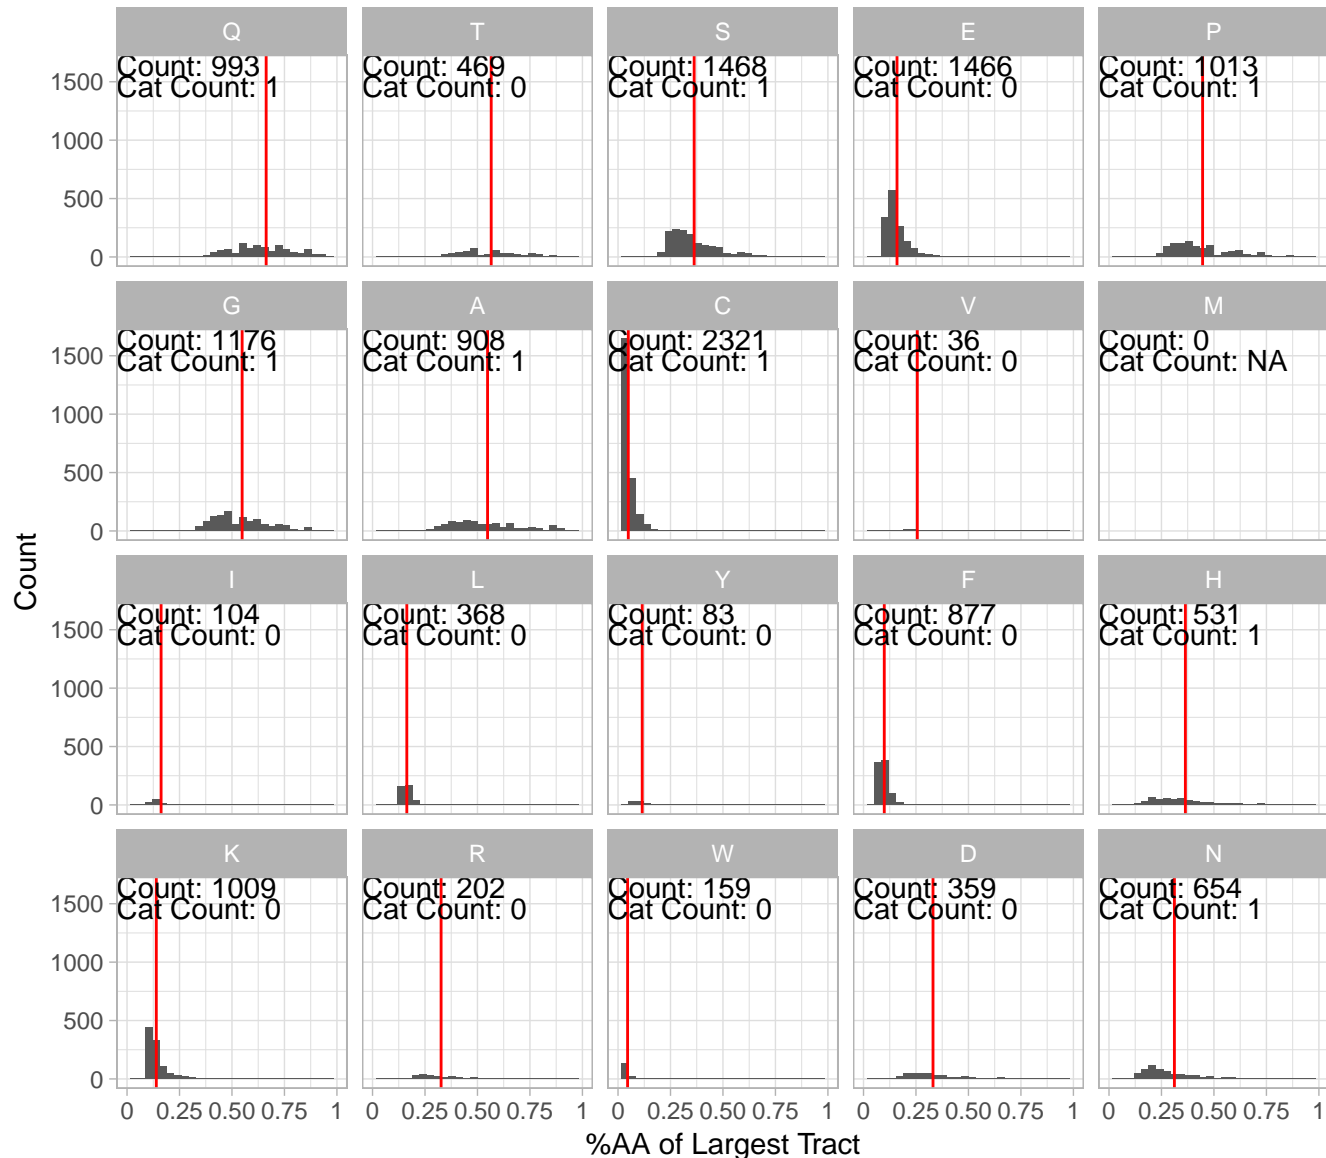 Q T S E P
Count: 993 Count: 469 Count: 1468 Count: 1466 Count: 1013
Cat Count: 1 Cat Count: 0 Cat Count: 1 Cat Count: 0 Cat Count: 1
1500
1000
500
0
G A C V M
Count: 1176 Count: 908 Count: 2321 Count: 36 Count: 0
Cat Count: 1 Cat Count: 1 Cat Count: 1 Cat Count: 0 Cat Count: NA
1500
1000
500
0
Count
I L Y F H
Count: 104 Count: 368 Count: 83 Count: 877 Count: 531
Cat Count: 0 Cat Count: 0 Cat Count: 0 Cat Count: 0 Cat Count: 1
1500
1000
500
0
K R W D N
Count: 1009 Count: 202 Count: 159 Count: 359 Count: 654
Cat Count: 0 Cat Count: 0 Cat Count: 0 Cat Count: 0 Cat Count: 1
1500
1000
500
0
0 0.25 0.50 0.75 1 0 0.25 0.50 0.75 1 0 0.25 0.50 0.75 1 0 0.25 0.50 0.75 1 0 0.25 0.50 0.75 1
%AA of Largest Tract